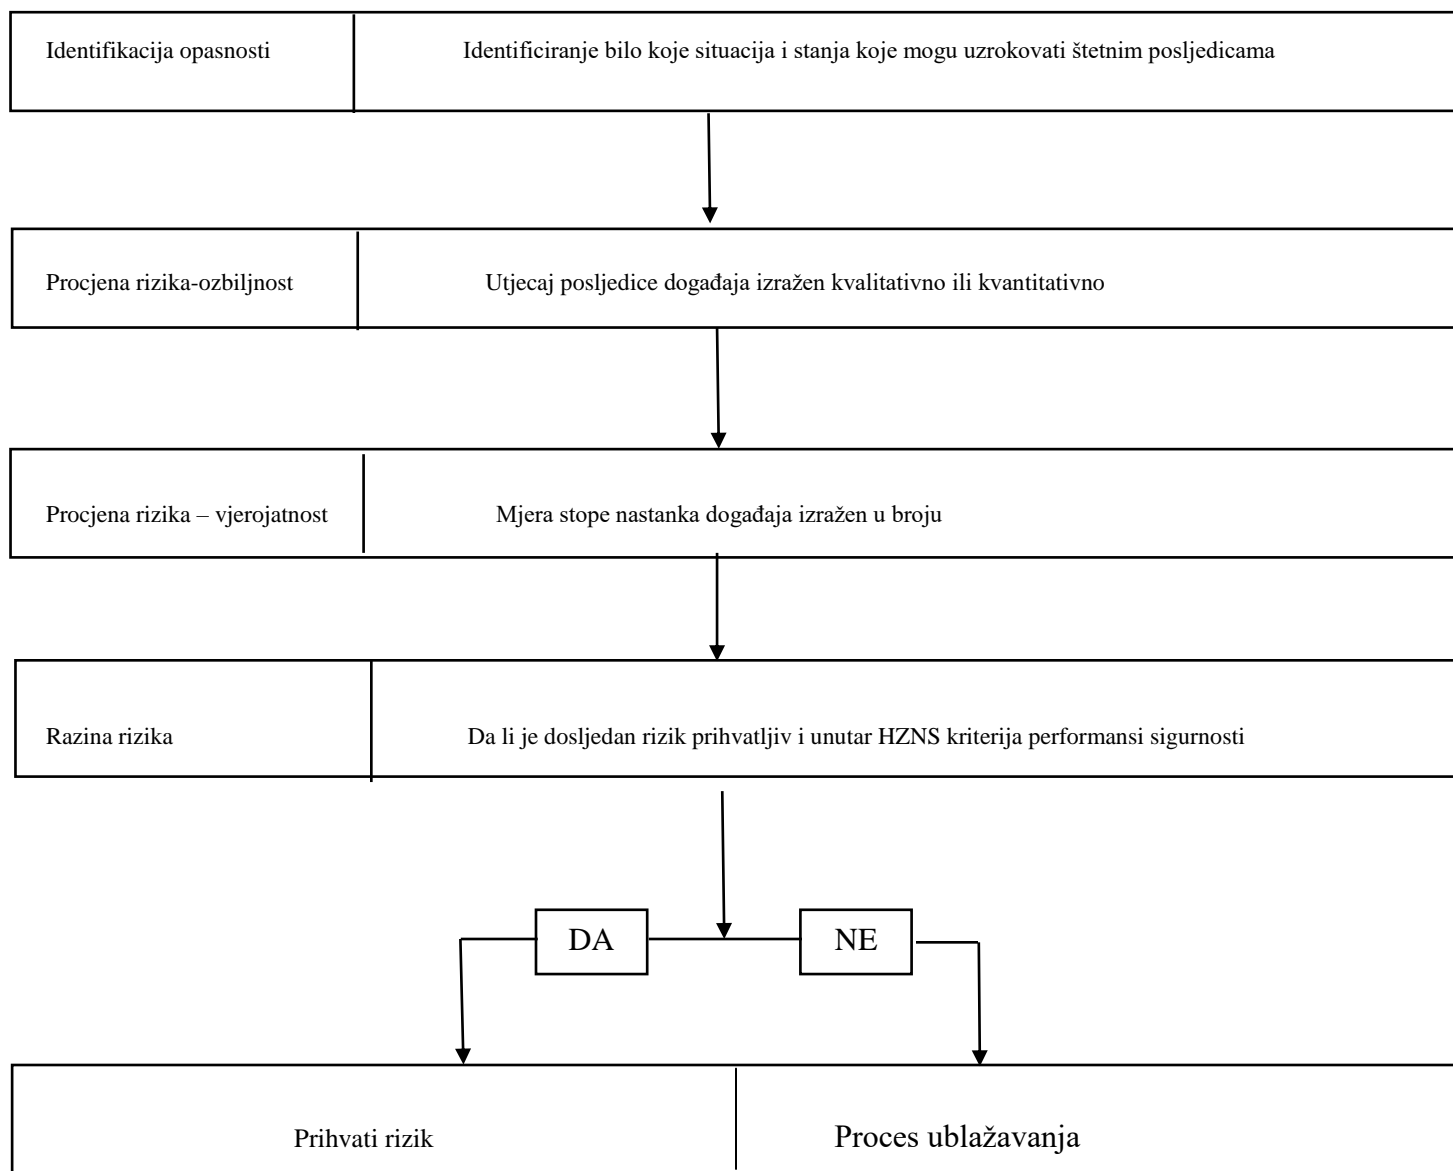 Identifikacija opasnosti
Identificiranje bilo koje situacija i stanja koje mogu uzrokovati štetnim posljedicama
Procjena rizika-ozbiljnost
Utjecaj posljedice događaja izražen kvalitativno ili kvantitativno
Procjena rizika – vjerojatnost
Mjera stope nastanka događaja izražen u broju
Razina rizika
Da li je dosljedan rizik prihvatljiv i unutar HZNS kriterija performansi sigurnosti
DA
NE
Prihvati rizik
Proces ublažavanja